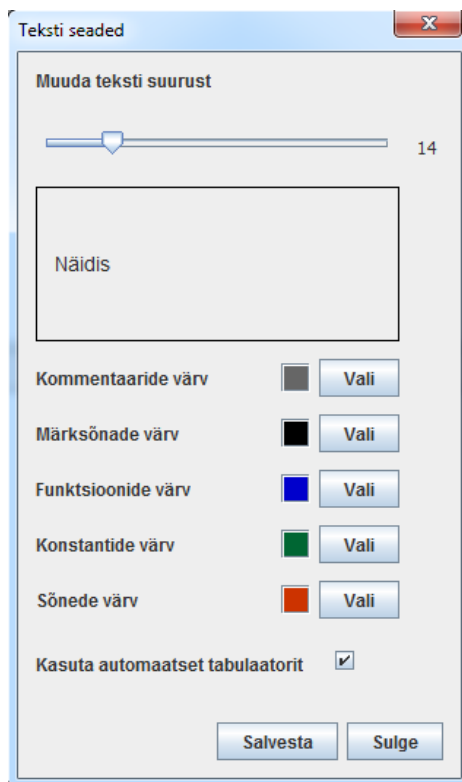 Teksti seaded
Muuda teksti suurust
14
Näidis
Kommentaaride värv Vali
Märksõnade värv Vali
Funktsioonide värv Vali
Konstantide värv Vali
Sõnede värv Vali
Kasuta automaatset tabulaatorit
Salvesta Sulge